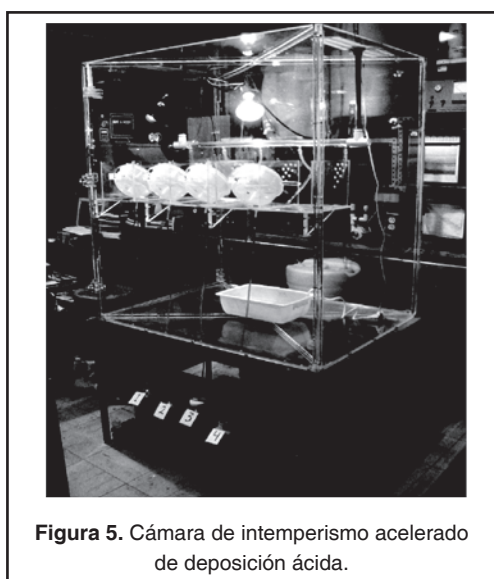 1
2
3
4
Figura 5. Cámara de intemperismo acelerado
de deposición ácida.